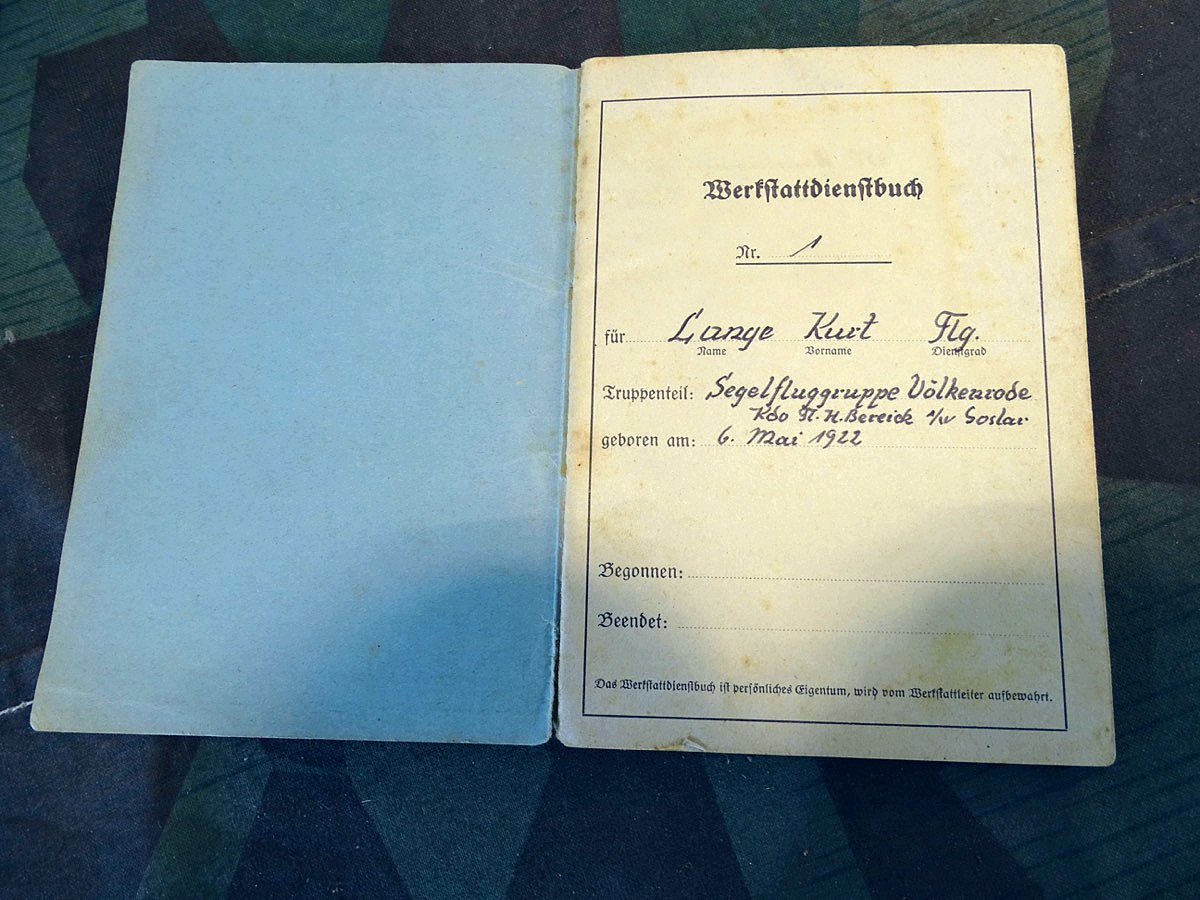 Werkstattdienstbuch
Nr. 1
für Lange Kurt Flg.
Name Vorname Dienstgrad
Truppenteil: Segelfluggruppe Völkenrode
Kdo F. H. Bereich Goslar
geboren am: 6. Mai 1922
Begonnen:
Beendet:
Das Werkstattdienstbuch ist persönliches Eigentum, wird vom Werkstattleiter aufbewahrt.